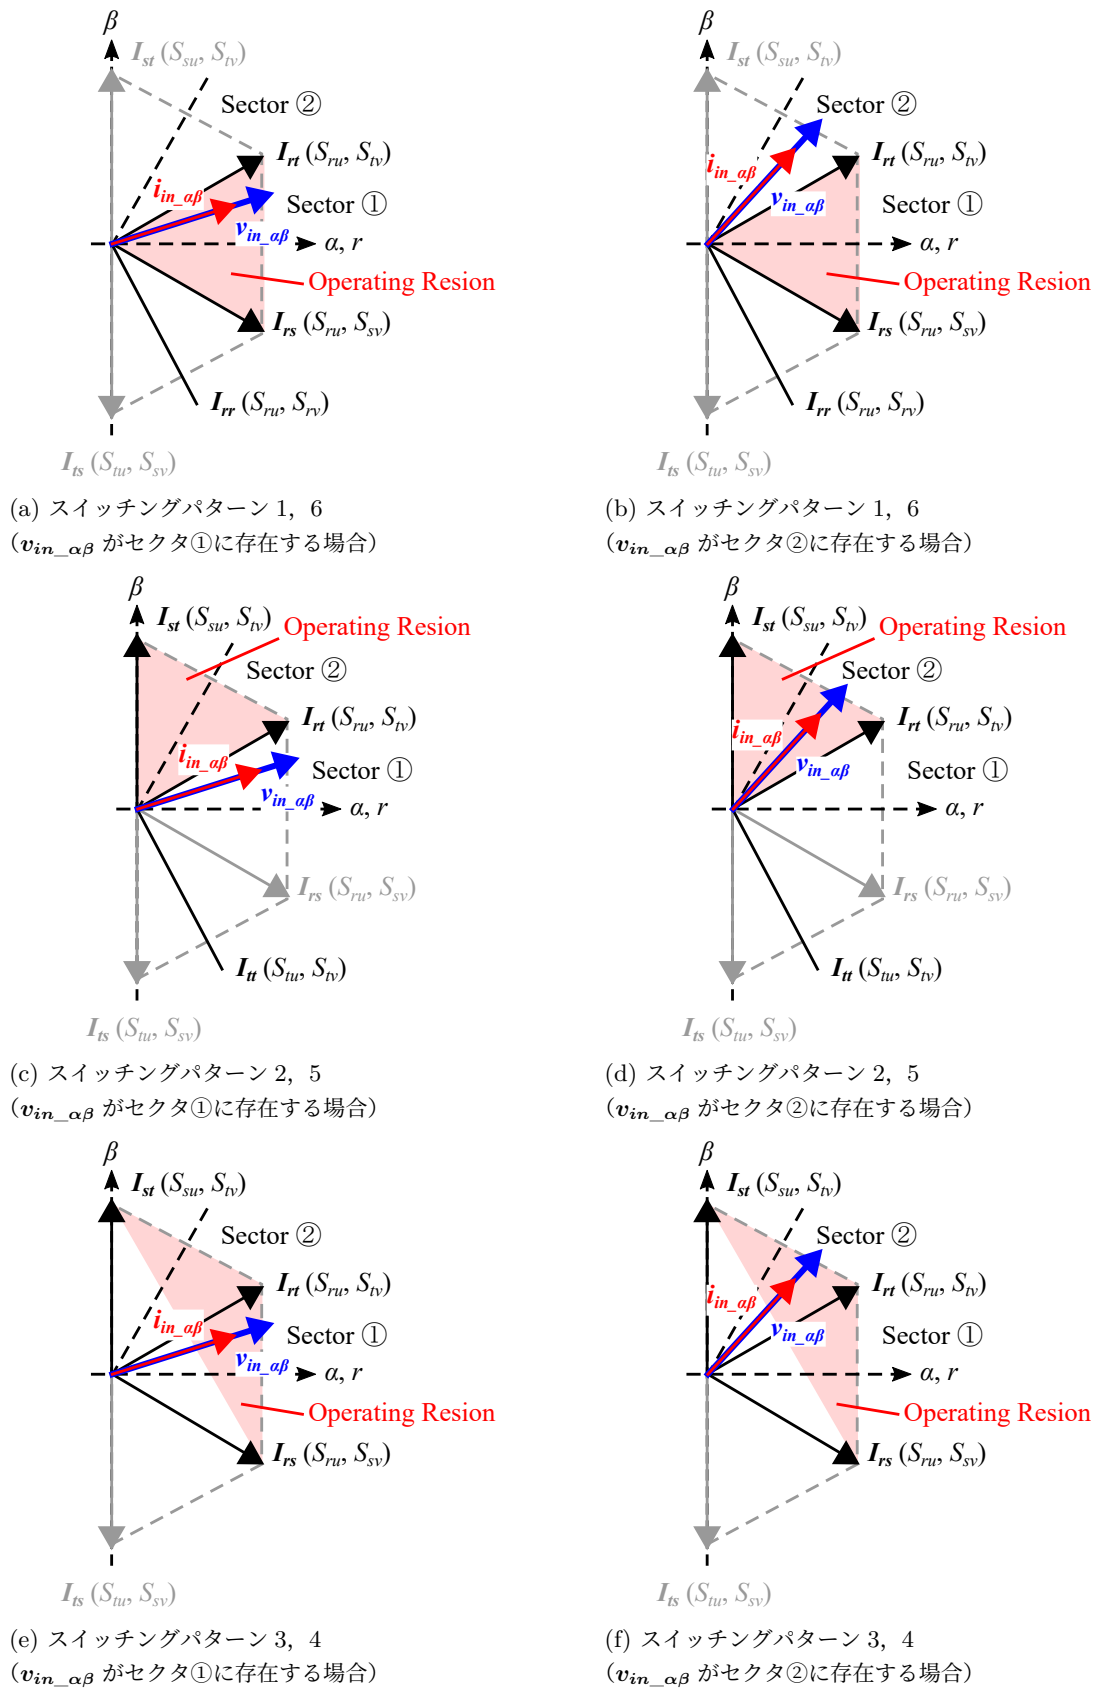 β
I_st (S_su, S_tv)
Sector ②
I_rt (S_ru, S_tv)
i_in_αβ
Sector ①
v_in_αβ
α, r
Operating Resion
I_rs (S_ru, S_sv)
I_rr (S_ru, S_rv)
I_ts (S_tu, S_sv)
(a) スイッチングパターン 1, 6
(v_in_αβ がセクタ①に存在する場合)
β
I_st (S_su, S_tv)
Sector ②
I_rt (S_ru, S_tv)
i_in_αβ
Sector ①
v_in_αβ
α, r
Operating Resion
I_rs (S_ru, S_sv)
I_rr (S_ru, S_rv)
I_ts (S_tu, S_sv)
(b) スイッチングパターン 1, 6
(v_in_αβ がセクタ②に存在する場合)
β
I_st (S_su, S_tv)
Operating Resion
Sector ②
I_rt (S_ru, S_tv)
i_in_αβ
Sector ①
v_in_αβ
α, r
I_rs (S_ru, S_sv)
I_tt (S_tu, S_tv)
I_ts (S_tu, S_sv)
(c) スイッチングパターン 2, 5
(v_in_αβ がセクタ①に存在する場合)
β
I_st (S_su, S_tv)
Operating Resion
Sector ②
I_rt (S_ru, S_tv)
i_in_αβ
Sector ①
v_in_αβ
α, r
I_rs (S_ru, S_sv)
I_tt (S_tu, S_tv)
I_ts (S_tu, S_sv)
(d) スイッチングパターン 2, 5
(v_in_αβ がセクタ②に存在する場合)
β
I_st (S_su, S_tv)
Sector ②
I_rt (S_ru, S_tv)
i_in_αβ
Sector ①
v_in_αβ
α, r
Operating Resion
I_rs (S_ru, S_sv)
I_ts (S_tu, S_sv)
(e) スイッチングパターン 3, 4
(v_in_αβ がセクタ①に存在する場合)
β
I_st (S_su, S_tv)
Sector ②
I_rt (S_ru, S_tv)
i_in_αβ
Sector ①
v_in_αβ
α, r
Operating Resion
I_rs (S_ru, S_sv)
I_ts (S_tu, S_sv)
(f) スイッチングパターン 3, 4
(v_in_αβ がセクタ②に存在する場合)